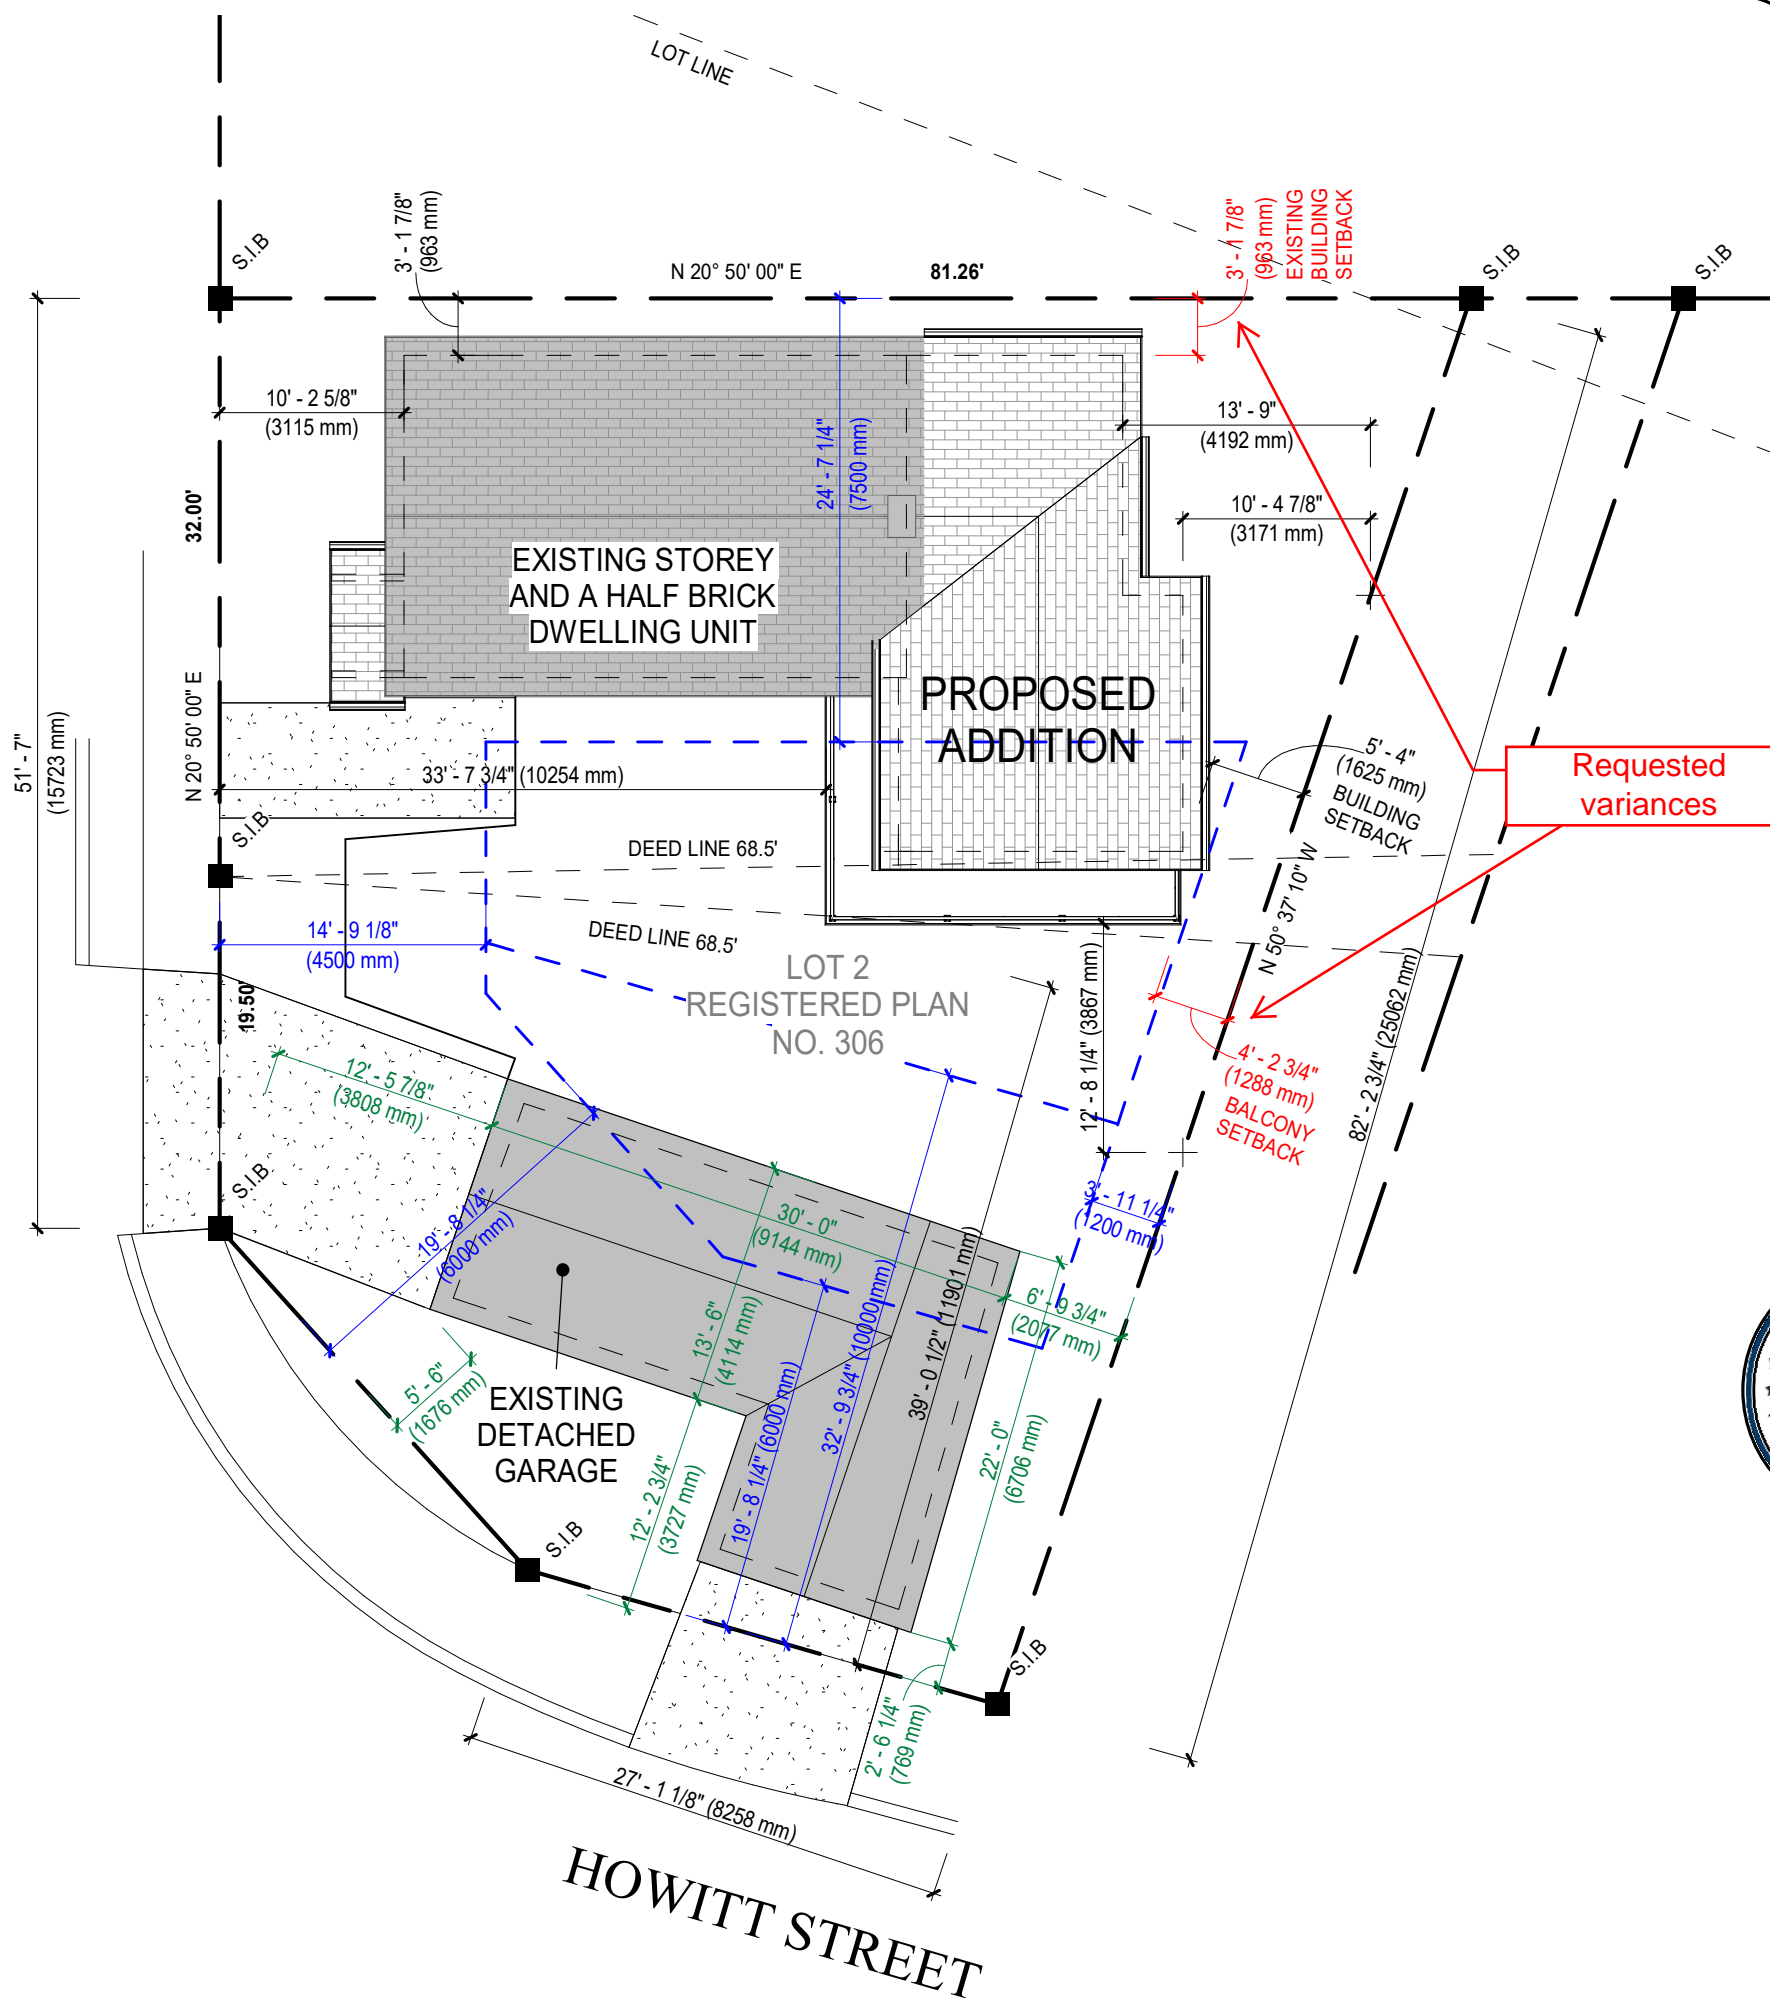 LOT LINE
3' - 1 7/8"
(963 mm)
N 20° 50' 00" E
81.26'
3' - 1 7/8"
(963 mm)
EXISTING
BUILDING
SETBACK
S.I.B
S.I.B
S.I.B
10' - 2 5/8"
(3115 mm)
24' - 7 1/4"
(7500 mm)
13' - 9"
(4192 mm)
10' - 4 7/8"
(3171 mm)
32.00'
EXISTING STOREY
AND A HALF BRICK
DWELLING UNIT
PROPOSED
ADDITION
51' - 7"
(15723 mm)
N 20° 50' 00" E
33' - 7 3/4" (10254 mm)
5' - 4"
(1625 mm)
BUILDING
SETBACK
Requested
variances
S.I.B
DEED LINE 68.5'
DEED LINE 68.5'
N 50° 37' 10" W
14' - 9 1/8"
(4500 mm)
19.50'
LOT 2
REGISTERED PLAN
NO. 306
12' - 8 1/4" (3867 mm)
82' - 2 3/4" (25062 mm)
4' - 2 3/4"
(1288 mm)
BALCONY
SETBACK
12' - 5 7/8"
(3808 mm)
S.I.B
19' - 8 1/4"
(6000 mm)
30' - 0"
(9144 mm)
3' - 11 1/4"
(1200 mm)
6' - 9 3/4"
(2077 mm)
13' - 6"
(4114 mm)
32' - 9 3/4" (10000 mm)
39' - 0 1/2" (11901 mm)
19' - 8 1/4" (6000 mm)
22' - 0"
(6706 mm)
5' - 6"
(1676 mm)
EXISTING
DETACHED
GARAGE
12' - 2 3/4"
(3727 mm)
S.I.B
S.I.B
2' - 6 1/4"
(769 mm)
27' - 1 1/8" (8258 mm)
HOWITT STREET